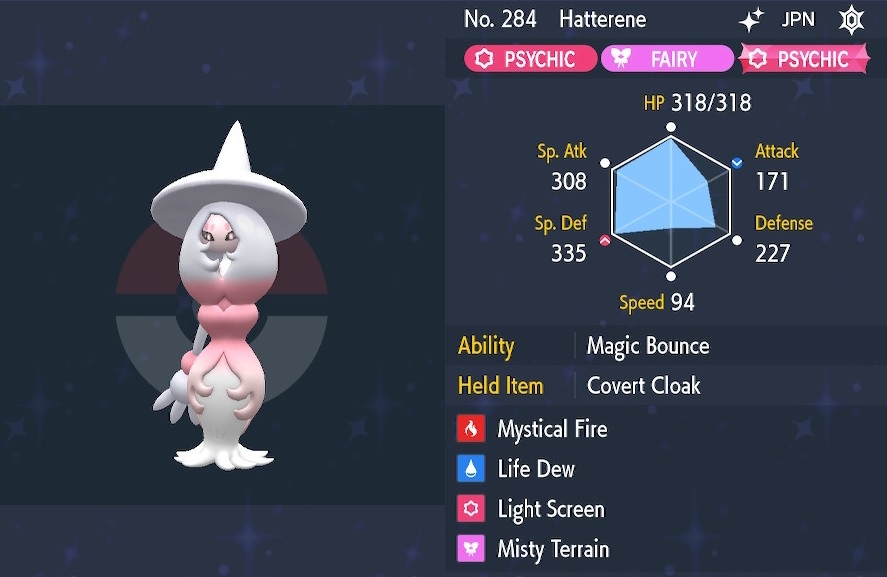 No. 284 Hatterene JPN
PSYCHIC FAIRY PSYCHIC
HP 318/318
Sp. Atk Attack
308 171
Sp. Def Defense
335 227
Speed 94
Ability Magic Bounce
Held Item Covert Cloak
Mystical Fire
Life Dew
Light Screen
Misty Terrain